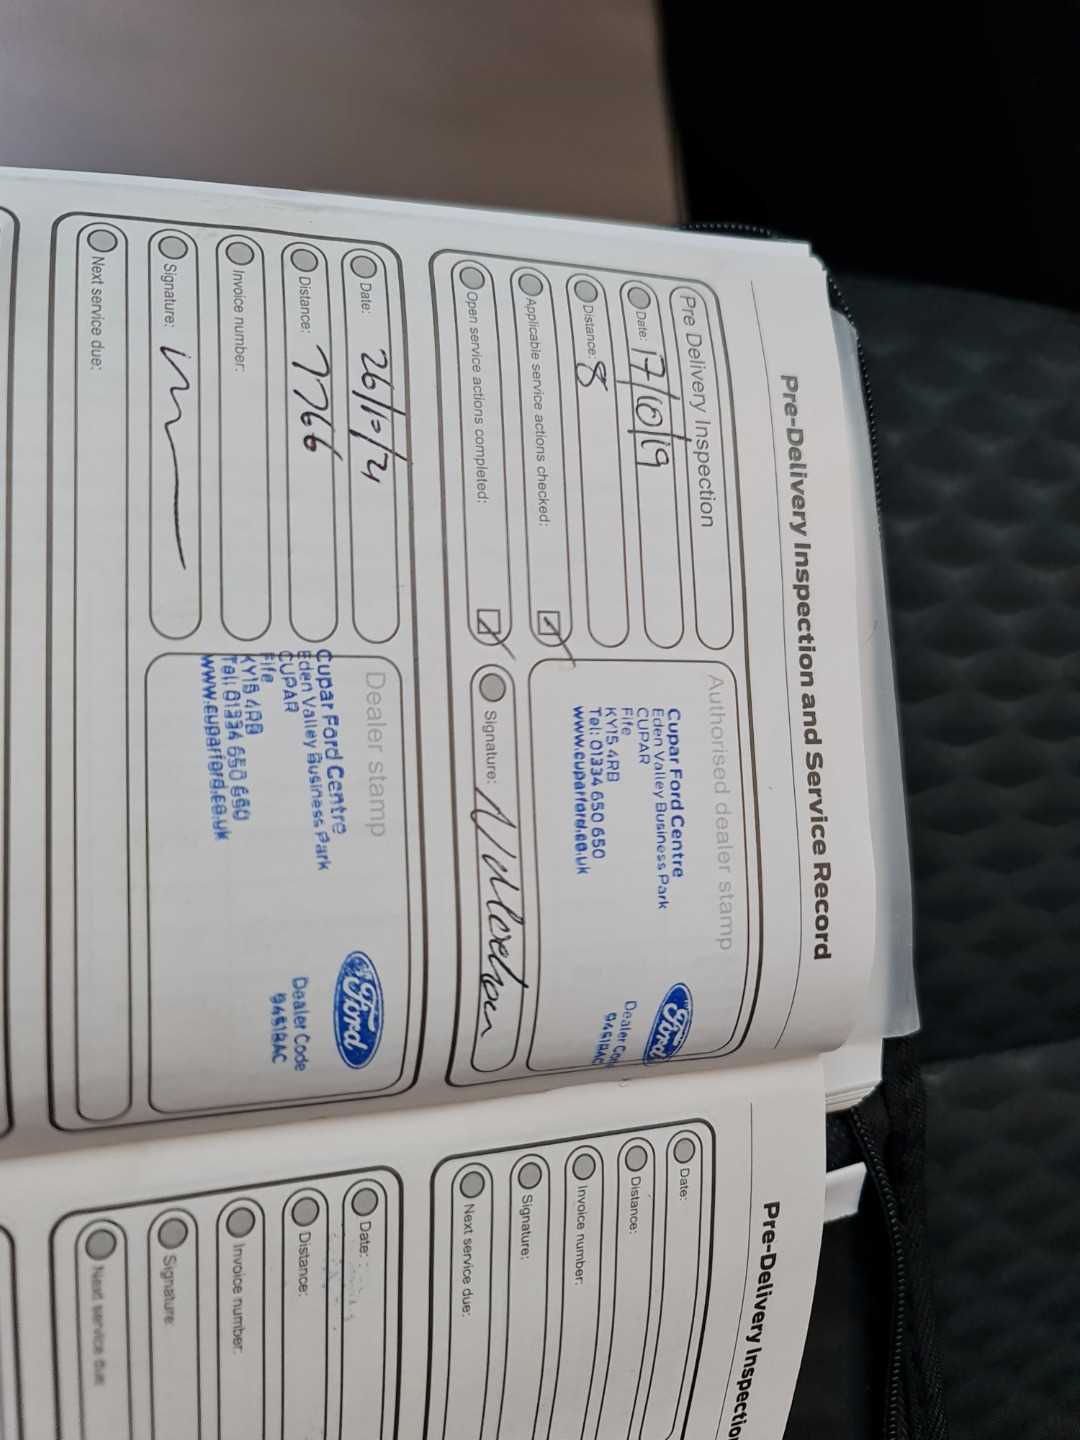 Pre-Delivery Inspection and Service Record
Pre Delivery Inspection
Date: 17/10/19
Distance: 8
Applicable service actions checked:
Open service actions completed:
Authorised dealer stamp
Cupar Ford Centre
Eden Valley Business Park
CUPAR
Fife
KY15 4RB
Tel: 01334 650 650
www.cuparford.co.uk
Ford
Signature:
Date: 26/10/21
Distance: 7766
Invoice number:
Signature:
Next service due:
Dealer stamp
Cupar Ford Centre
Eden Valley Business Park
CUPAR
Fife
KY15 4RB
Tel: 01334 650 650
www.cuparford.co.uk
Ford
Dealer Code
Pre-Delivery Inspectio
Date:
Distance:
Invoice number:
Signature:
Next service due:
Date:
Distance:
Invoice number:
Signature:
Next service due: